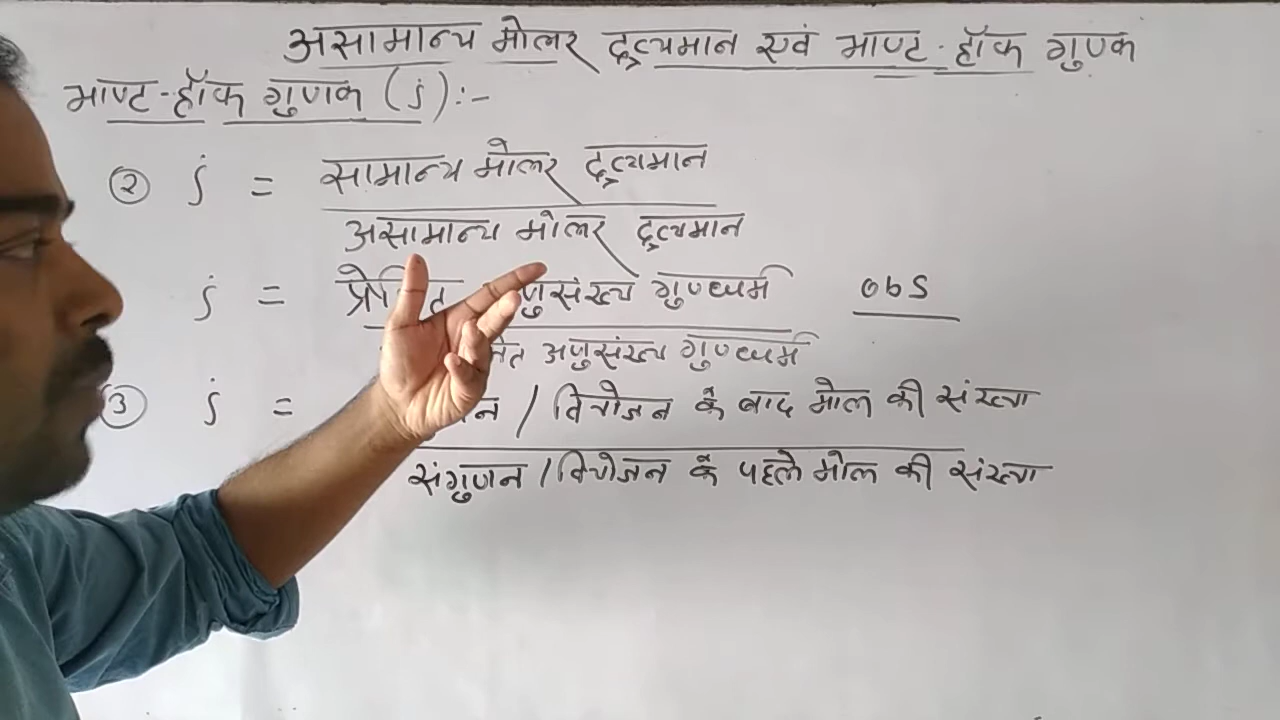 असामान्य मोलर द्रव्यमान एवं माण्ट-हॉक गुणक
माण्ट-हॉक गुणक (i):-
② i = सामान्य मोलर द्रव्यमान
असामान्य मोलर द्रव्यमान
i = अणुसंख्य गुणधर्म obs
अणुसंख्य गुणधर्म
③ i = / वियोजन के बाद मोल की संख्या
संगुणन / वियोजन के पहले मोल की संख्या